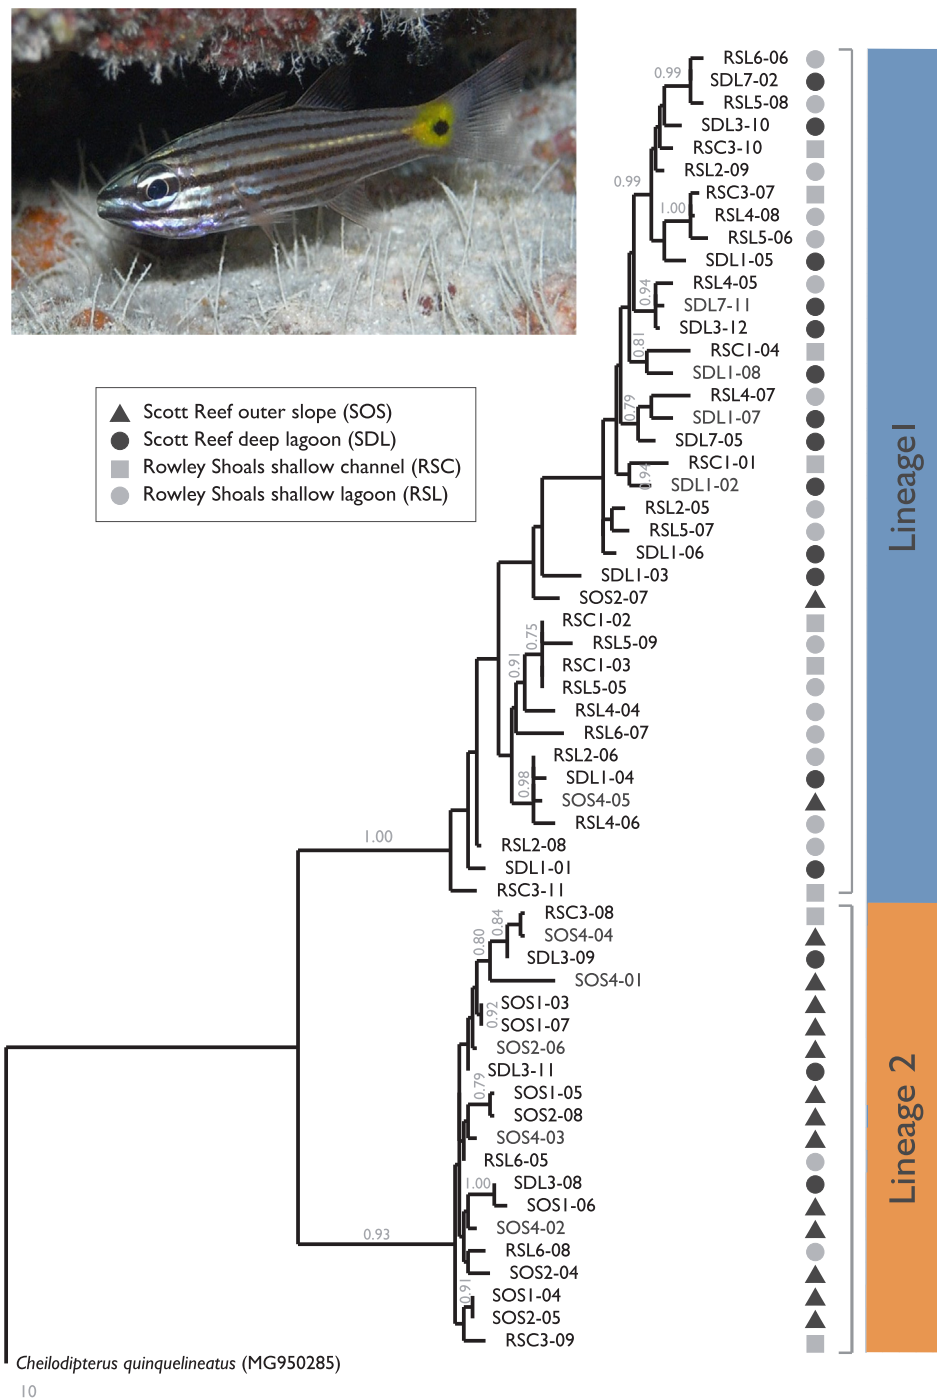 0.99
RSL6-06
SDL7-02
RSL5-08
SDL3-10
RSC3-10
RSL2-09
0.99
RSC3-07
1.00
RSL4-08
RSL5-06
SDL1-05
RSL4-05
0.94
SDL7-11
SDL3-12
0.81
RSC1-04
SDL1-08
RSL4-07
0.79
SDL1-07
SDL7-05
RSC1-01
0.94
SDL1-02
RSL2-05
RSL5-07
SDL1-06
SDL1-03
SOS2-07
RSC1-02
0.75
RSL5-09
0.91
RSC1-03
RSL5-05
RSL4-04
RSL6-07
RSL2-06
0.98
SDL1-04
SOS4-05
RSL4-06
1.00
RSL2-08
SDL1-01
RSC3-11
Lineage1
Scott Reef outer slope (SOS)
Scott Reef deep lagoon (SDL)
Rowley Shoals shallow channel (RSC)
Rowley Shoals shallow lagoon (RSL)
RSC3-08
0.84
SOS4-04
0.80
SDL3-09
SOS4-01
SOS1-03
0.92
SOS1-07
SOS2-06
SDL3-11
0.79
SOS1-05
SOS2-08
SOS4-03
RSL6-05
1.00
SDL3-08
SOS1-06
SOS4-02
0.93
RSL6-08
SOS2-04
0.91
SOS1-04
SOS2-05
RSC3-09
Lineage 2
Cheilodipterus quinquelineatus (MG950285)
10